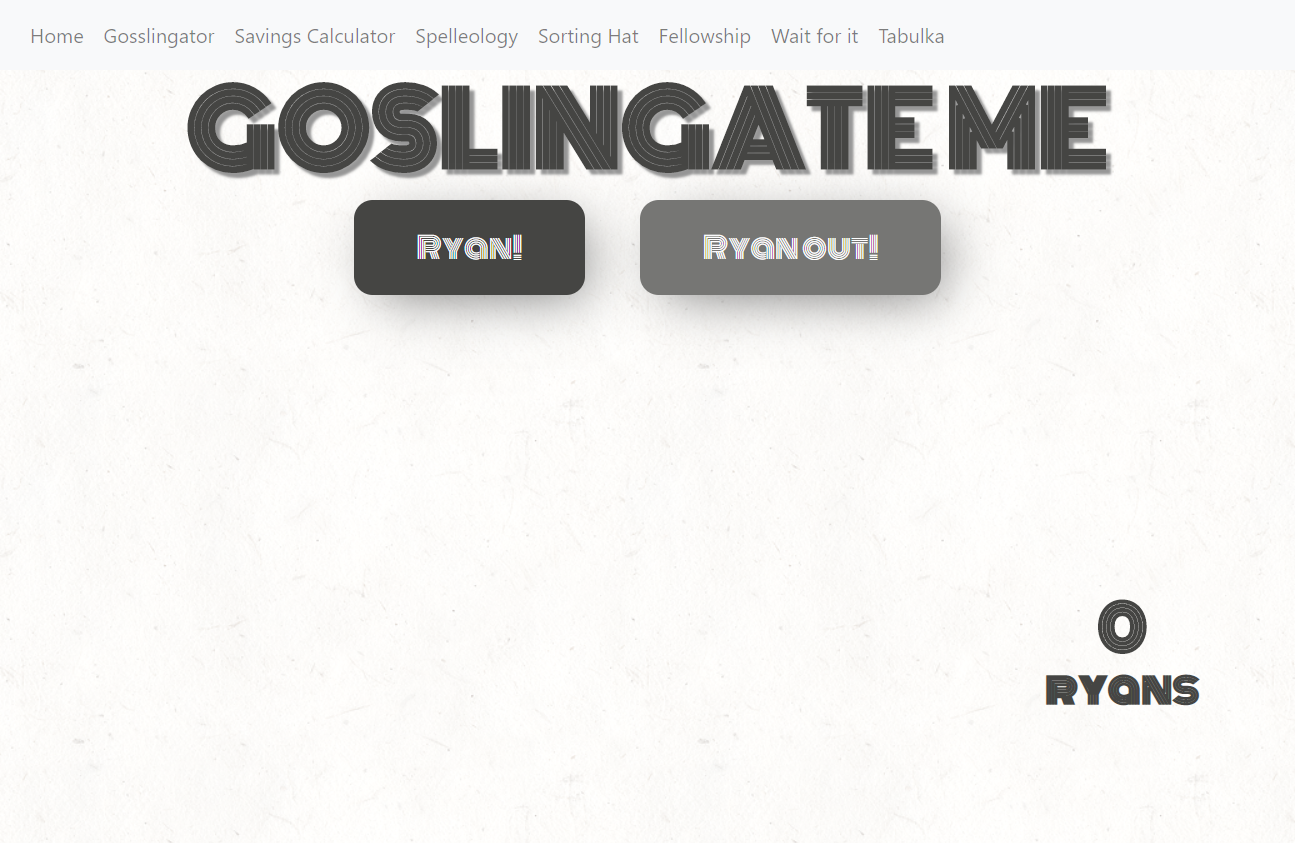 Home Gosslingator Savings Calculator Spelleology Sorting Hat Fellowship Wait for it Tabulka
GOSLINGATE ME
Ryan! Ryan out!
0
RYANS